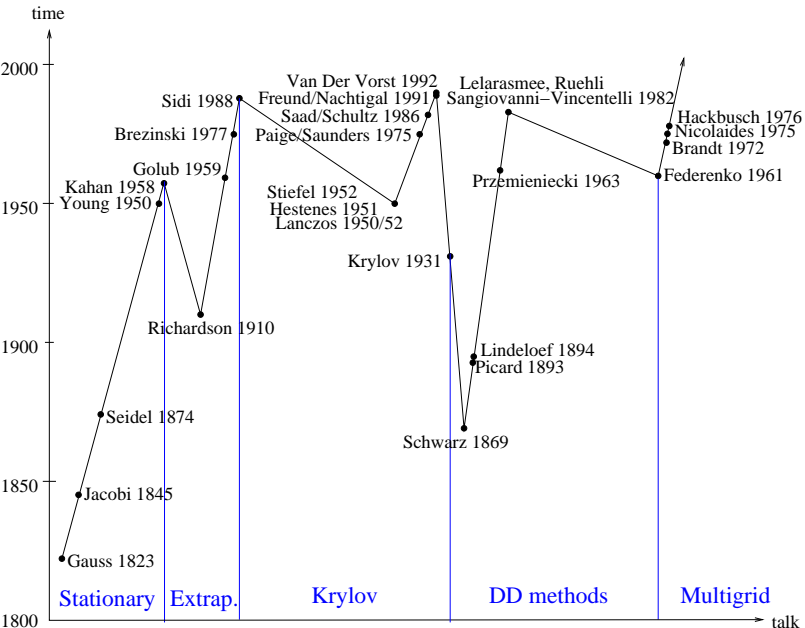 time
2000
1950
1900
1850
1800
Gauss 1823
Jacobi 1845
Seidel 1874
Young 1950
Kahan 1958
Golub 1959
Richardson 1910
Brezinski 1977
Sidi 1988
Van Der Vorst 1992
Freund/Nachtigal 1991
Saad/Schultz 1986
Paige/Saunders 1975
Stiefel 1952
Hestenes 1951
Lanczos 1950/52
Krylov 1931
Schwarz 1869
Lindeloef 1894
Picard 1893
Przemieniecki 1963
Lelarasmee, Ruehli
Sangiovanni−Vincentelli 1982
Hackbusch 1976
Nicolaides 1975
Brandt 1972
Federenko 1961
Stationary
Extrap.
Krylov
DD methods
Multigrid
talk